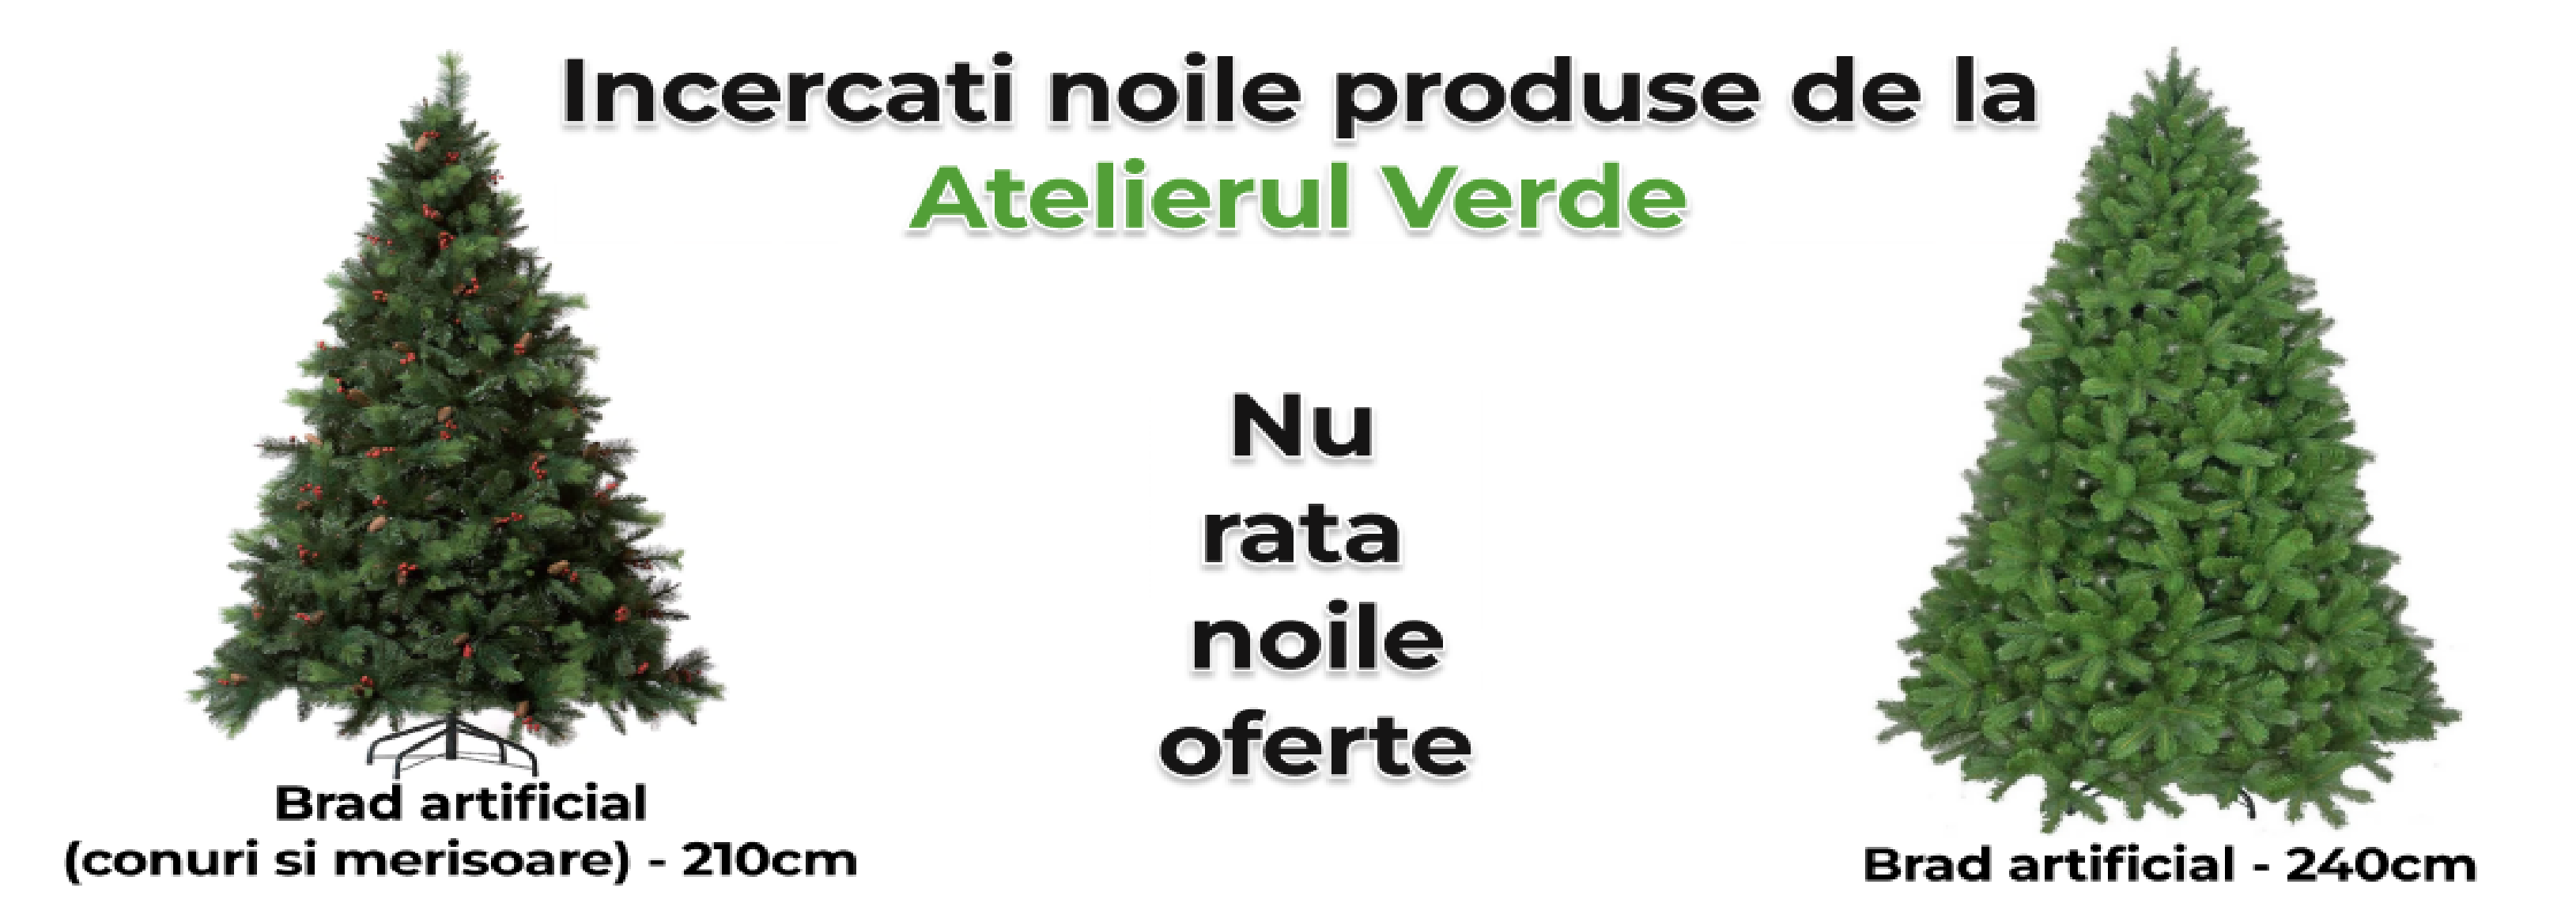 Incercati noile produse de la
Atelierul Verde
Nu
rata
noile
oferte
Brad artificial
(conuri si merisoare) - 210cm
Brad artificial - 240cm